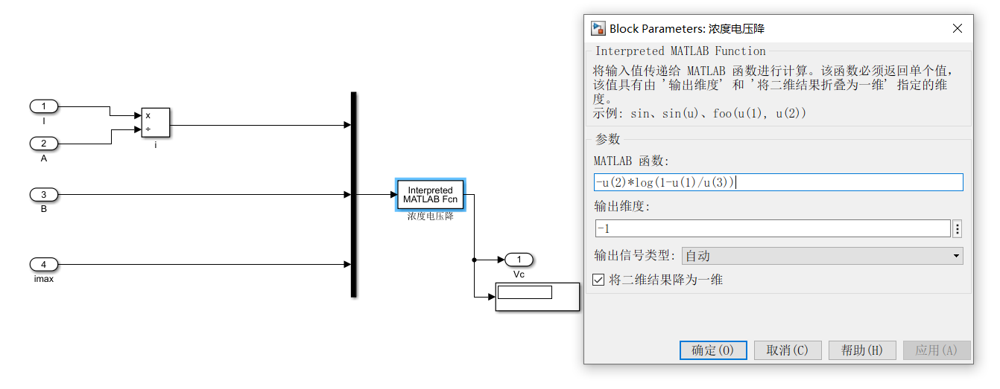 1
I
2
A
x
÷
i
3
B
4
imax
Interpreted
MATLAB Fcn
浓度电压降
1
Vc
Block Parameters: 浓度电压降
Interpreted MATLAB Function
将输入值传递给 MATLAB 函数进行计算。该函数必须返回单个值，
该值具有由 '输出维度' 和 '将二维结果折叠为一维' 指定的维
度。
示例: sin、sin(u)、foo(u(1), u(2))
参数
MATLAB 函数:
-u(2)*log(1-u(1)/u(3))
输出维度:
-1
输出信号类型: 自动
将二维结果降为一维
确定(O) 取消(C) 帮助(H) 应用(A)